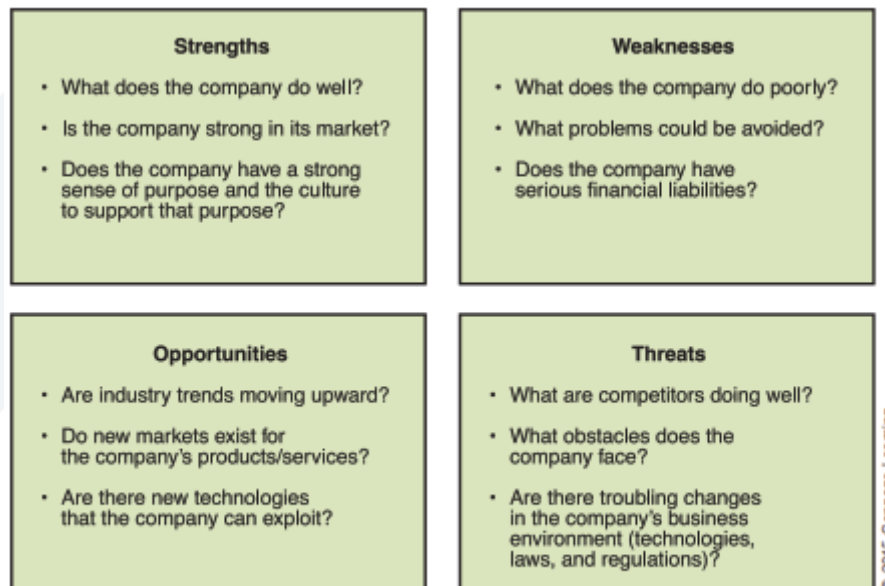 Strengths
• What does the company do well?
• Is the company strong in its market?
• Does the company have a strong
sense of purpose and the culture
to support that purpose?
Weaknesses
• What does the company do poorly?
• What problems could be avoided?
• Does the company have
serious financial liabilities?
Opportunities
• Are industry trends moving upward?
• Do new markets exist for
the company's products/services?
• Are there new technologies
that the company can exploit?
Threats
• What are competitors doing well?
• What obstacles does the
company face?
• Are there troubling changes
in the company's business
environment (technologies,
laws, and regulations)?